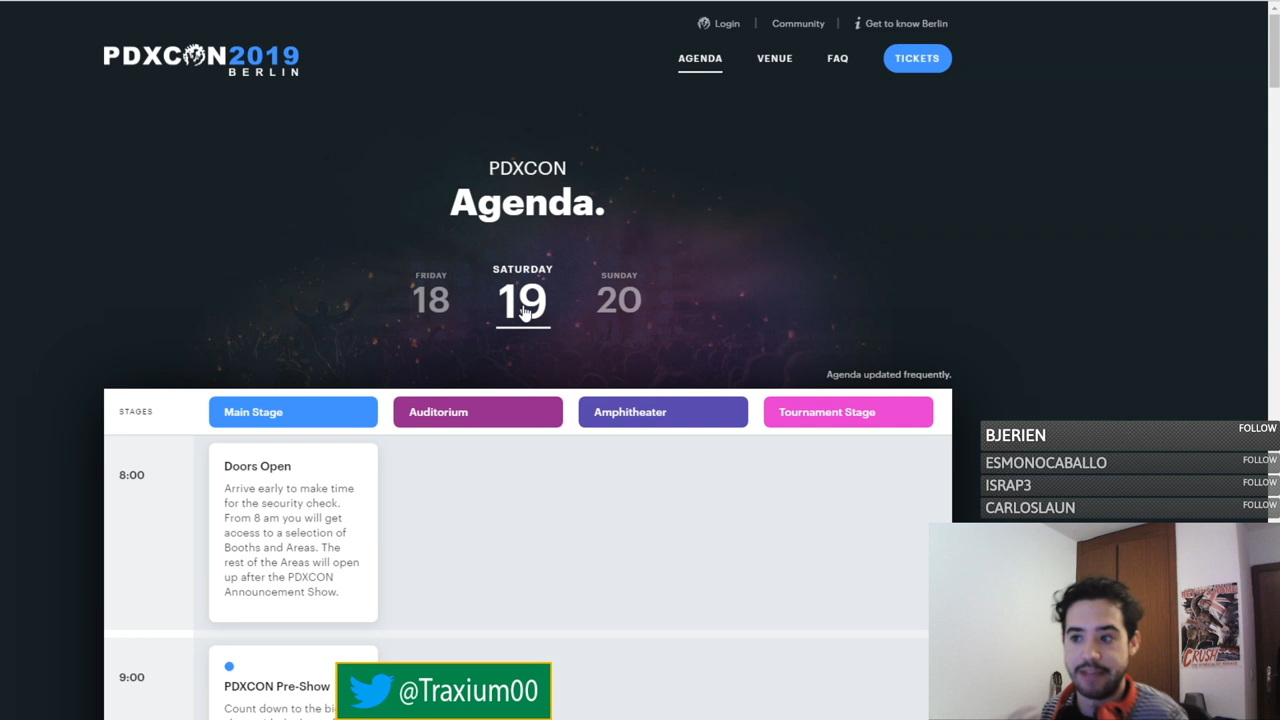 Login
Community
Get to know Berlin
PDXCON2019
BERLIN
AGENDA
VENUE
FAQ
TICKETS
PDXCON
Agenda.
FRIDAY
18
SATURDAY
19
SUNDAY
20
Agenda updated frequently.
STAGES
Main Stage
Auditorium
Amphitheater
Tournament Stage
8:00
Doors Open
Arrive early to make time
for the security check.
From 8 am you will get
access to a selection of
Booths and Areas. The
rest of the Areas will open
up after the PDXCON
Announcement Show.
9:00
PDXCON Pre-Show
Count down to the
@Traxium00
BJERIEN
FOLLOW
ESMONOCABALLO
FOLLOW
ISRAP3
FOLLOW
CARLOSLAUN
FOLLOW
CRUSH